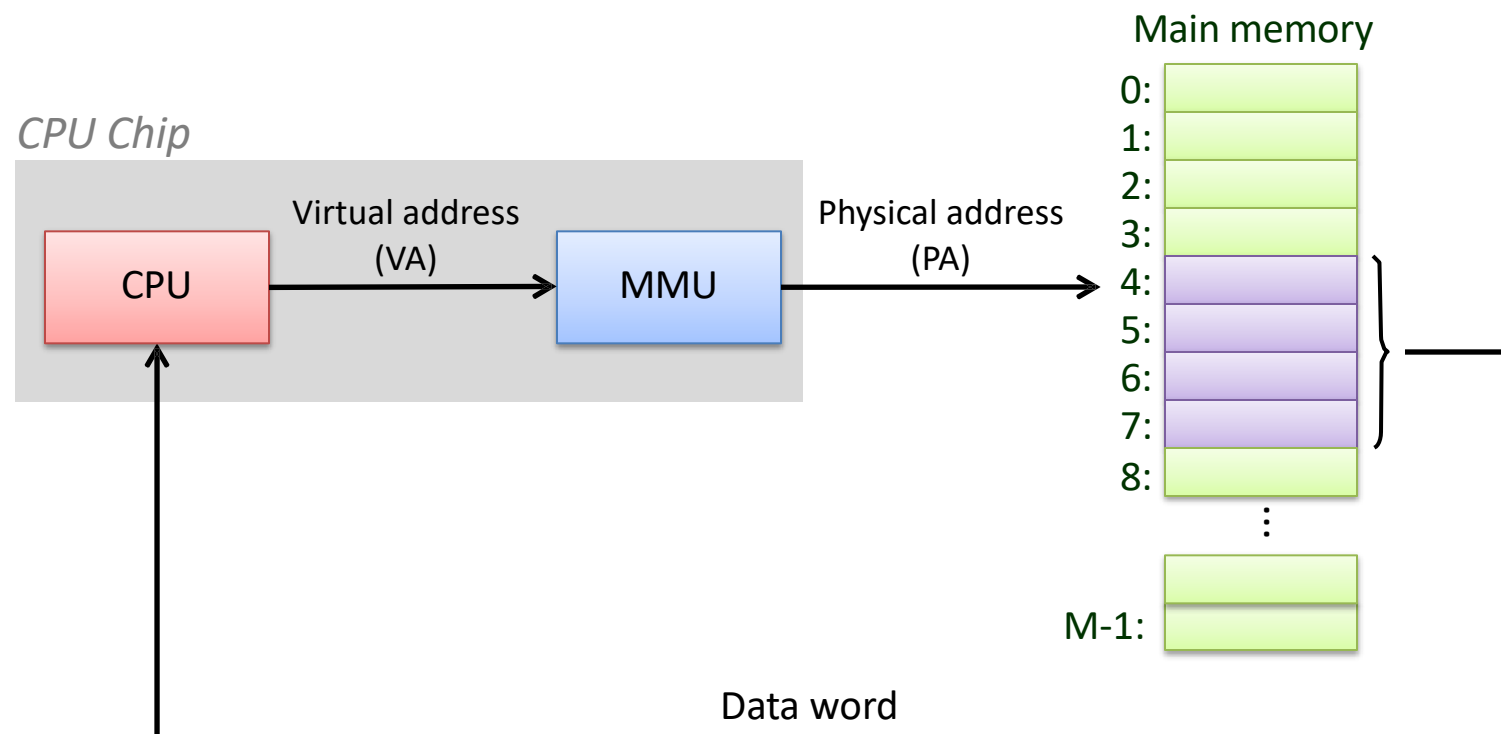 Main memory
CPU Chip
0:
1:
2:
3:
4:
5:
6:
7:
8:
M-1:
Virtual address
(VA)
Physical address
(PA)
CPU
MMU
Data word